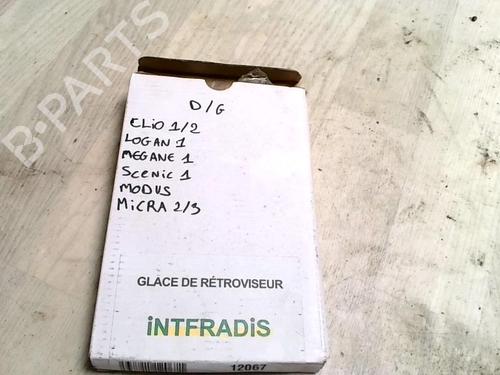 B-PARTS
D/G
CLiO 1/2
LOGAN 1
MEGANE 1
SCENIC 1
MODUS
MiCRA 2/3
GLACE DE RÉTROVISEUR
iNTFRADiS
12067